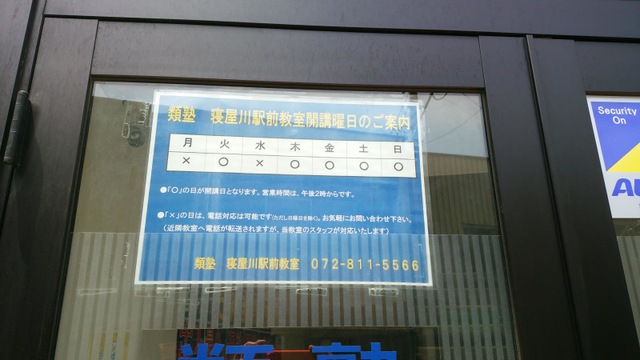 類塾 寝屋川駅前教室開講曜日のご案内
月 火 水 木 金 土 日
× ○ × ○ ○ ○ ○
●「○」の日が開講日となります。営業時間は、午後2時からです。
●「×」の日は、電話対応は可能です(ただし日曜日を除く)。お気軽にお問い合わせ下さい。
(近隣教室へ電話が転送されますが、当教室のスタッフが対応いたします)
類塾 寝屋川駅前教室 072-811-5566
Security
On